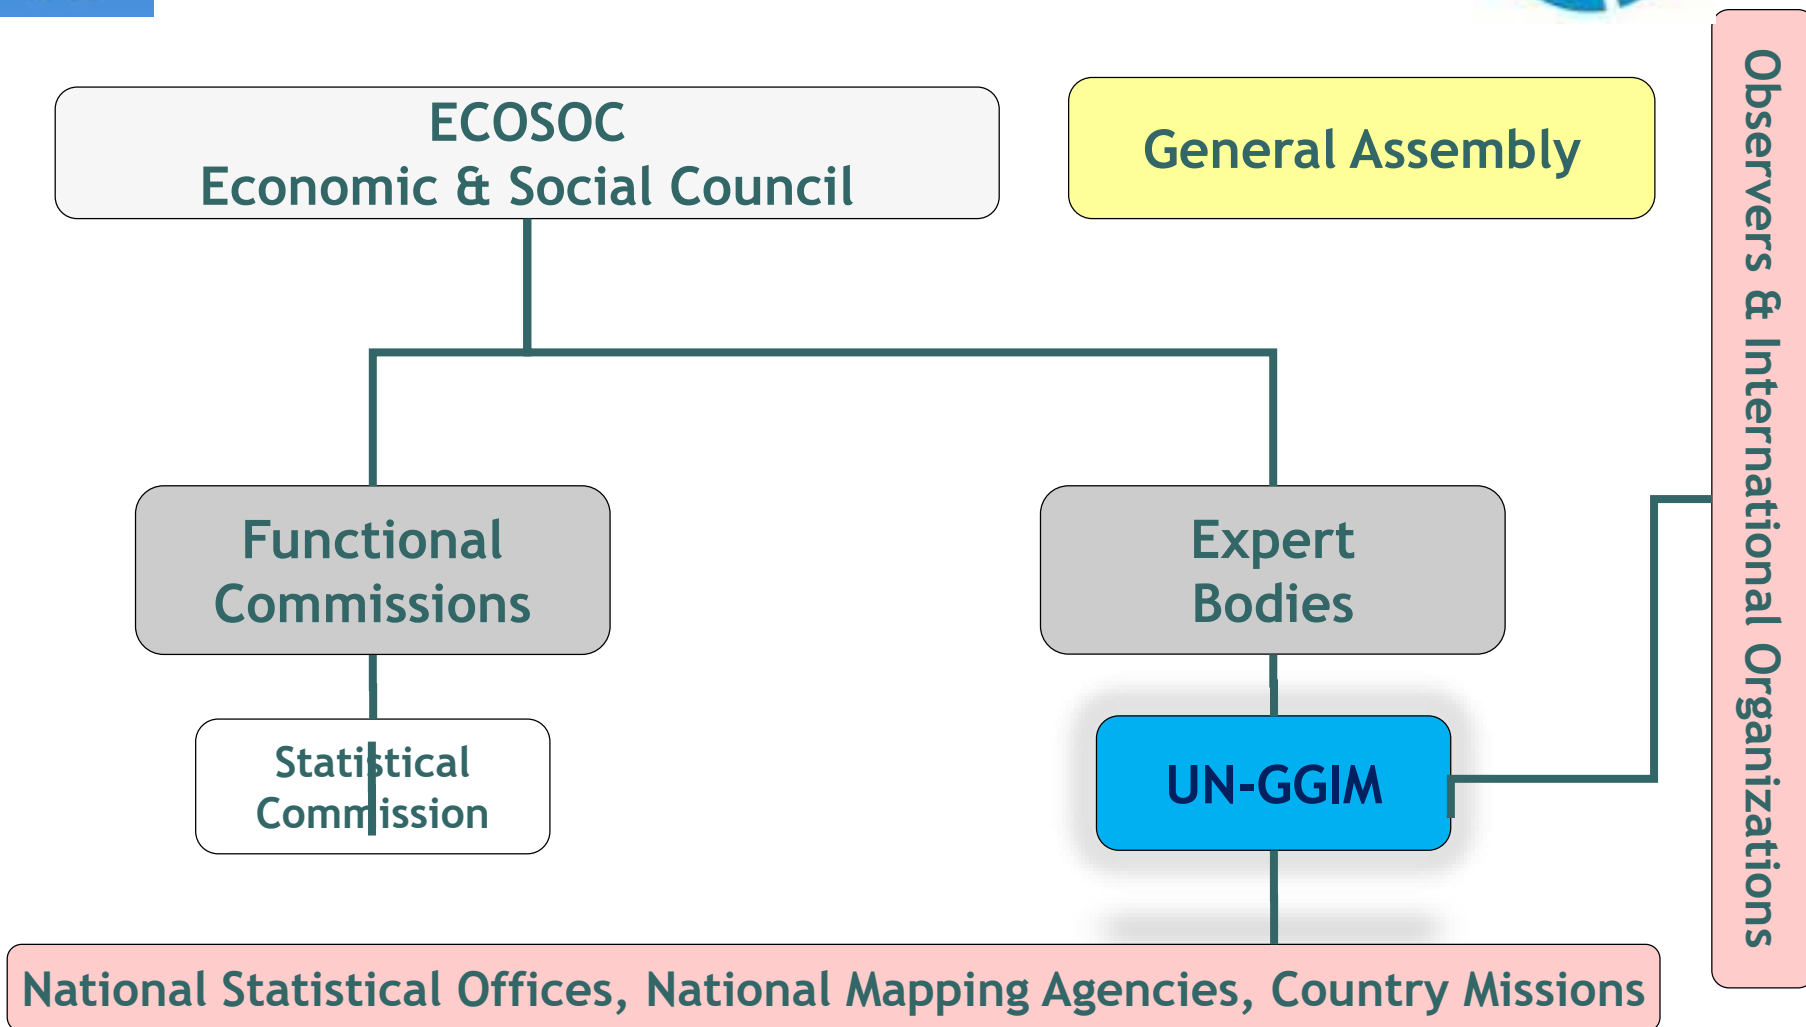 ECOSOC
Economic & Social Council
General Assembly
Observers & International Organizations
Functional
Commissions
Expert
Bodies
Statistical
Commission
UN-GGIM
National Statistical Offices, National Mapping Agencies, Country Missions